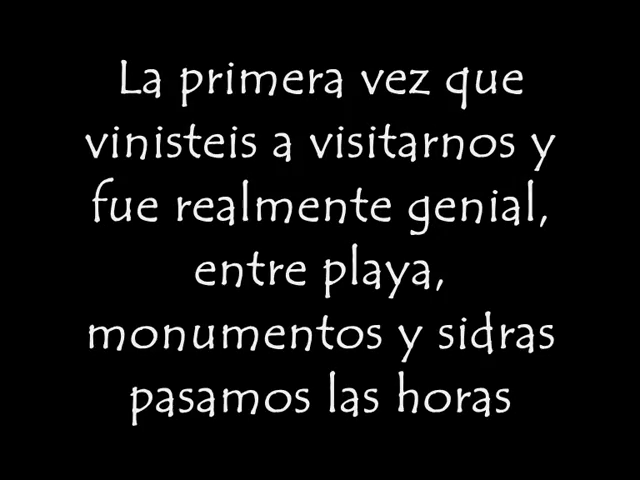 La primera vez que
vinisteis a visitarnos y
fue realmente genial,
entre playa,
monumentos y sidras
pasamos las horas